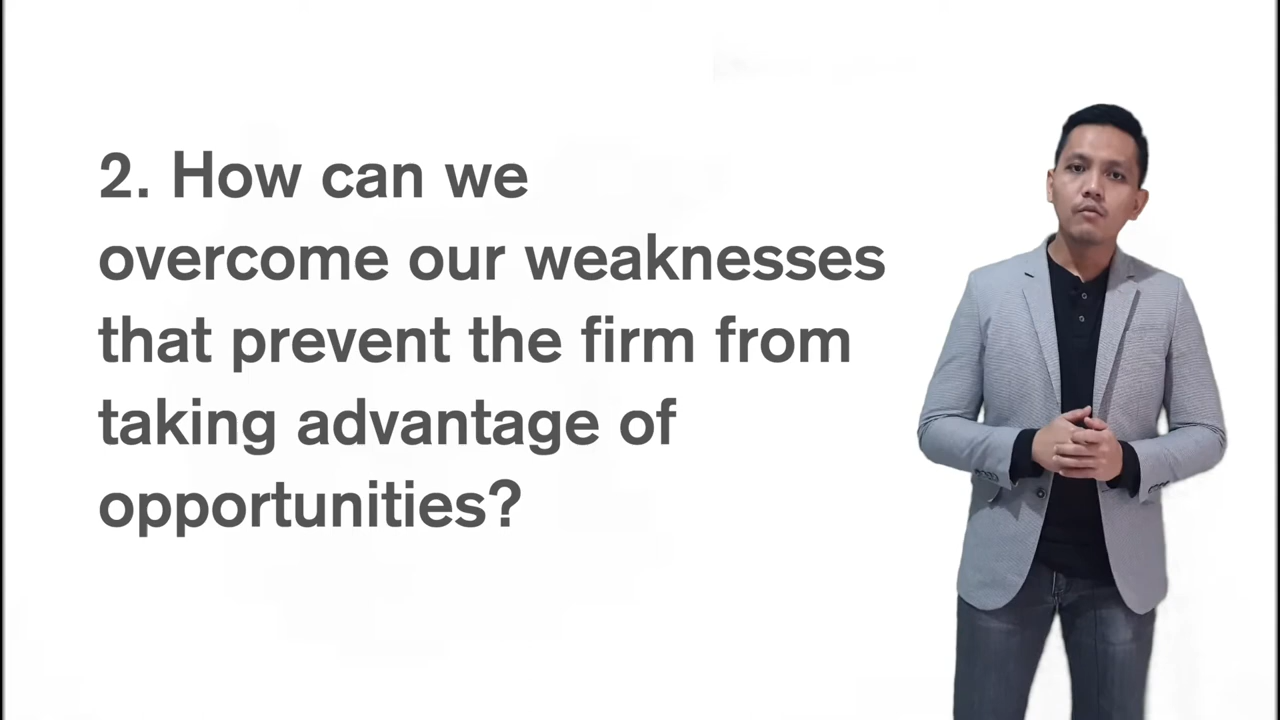 2. How can we
overcome our weaknesses
that prevent the firm from
taking advantage of
opportunities?